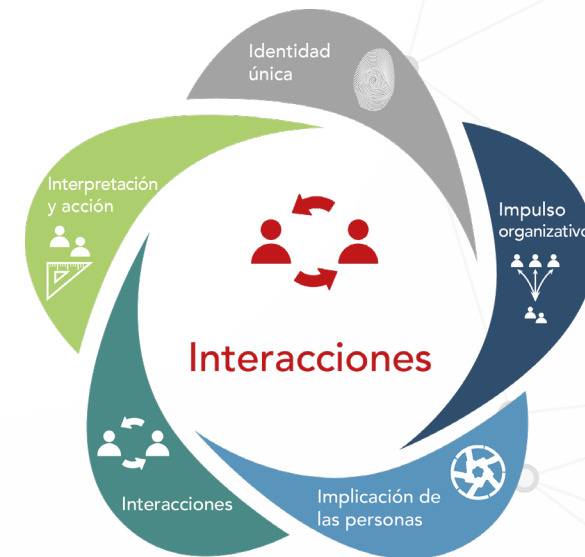 Identidad
única
Impulso
organizativo
Implicación de
las personas
Interacciones
Interpretación
y acción
Interacciones